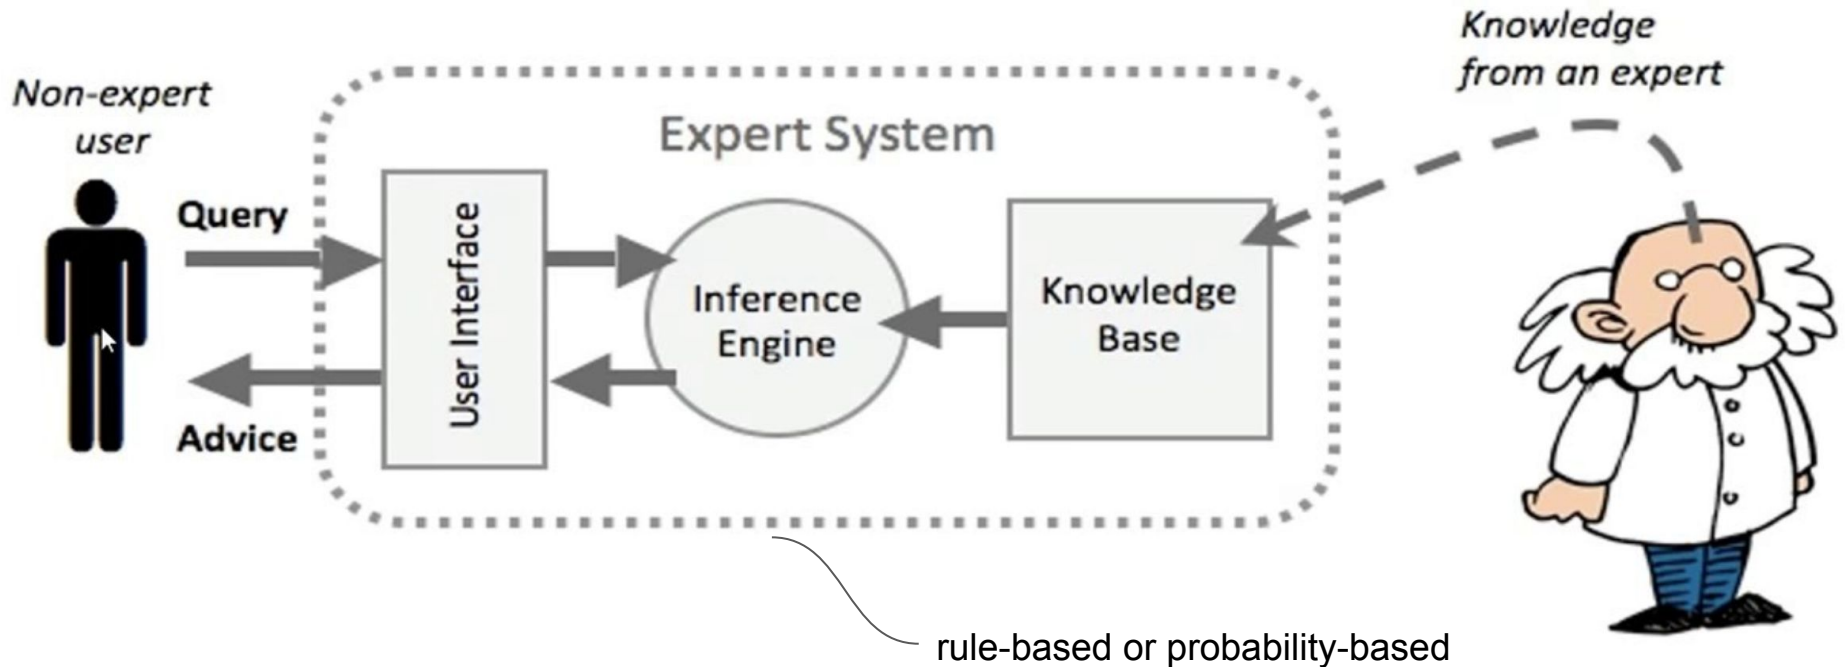 Non-expert
user
Query
Advice
Expert System
User Interface
Inference
Engine
Knowledge
Base
Knowledge
from an expert
rule-based or probability-based